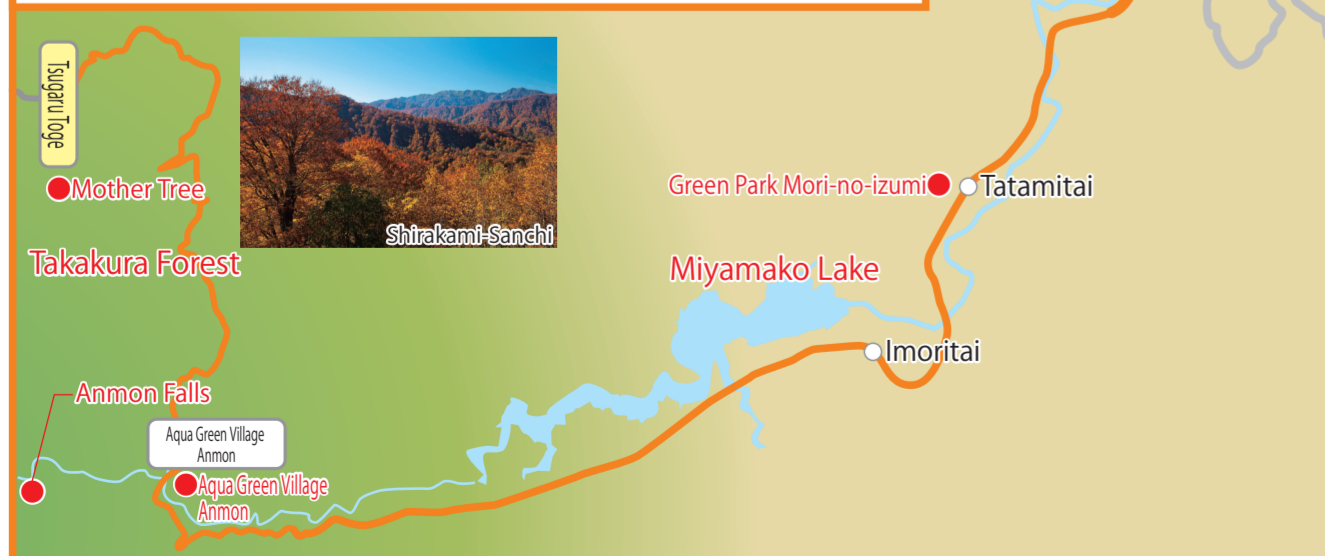 Tsugaru Toge
Mother Tree
Shirakami-Sanchi
Green Park Mori-no-izumi
Tatamitai
Takakura Forest
Miyamako Lake
Imoritai
Anmon Falls
Aqua Green Village
Anmon
Aqua Green Village
Anmon